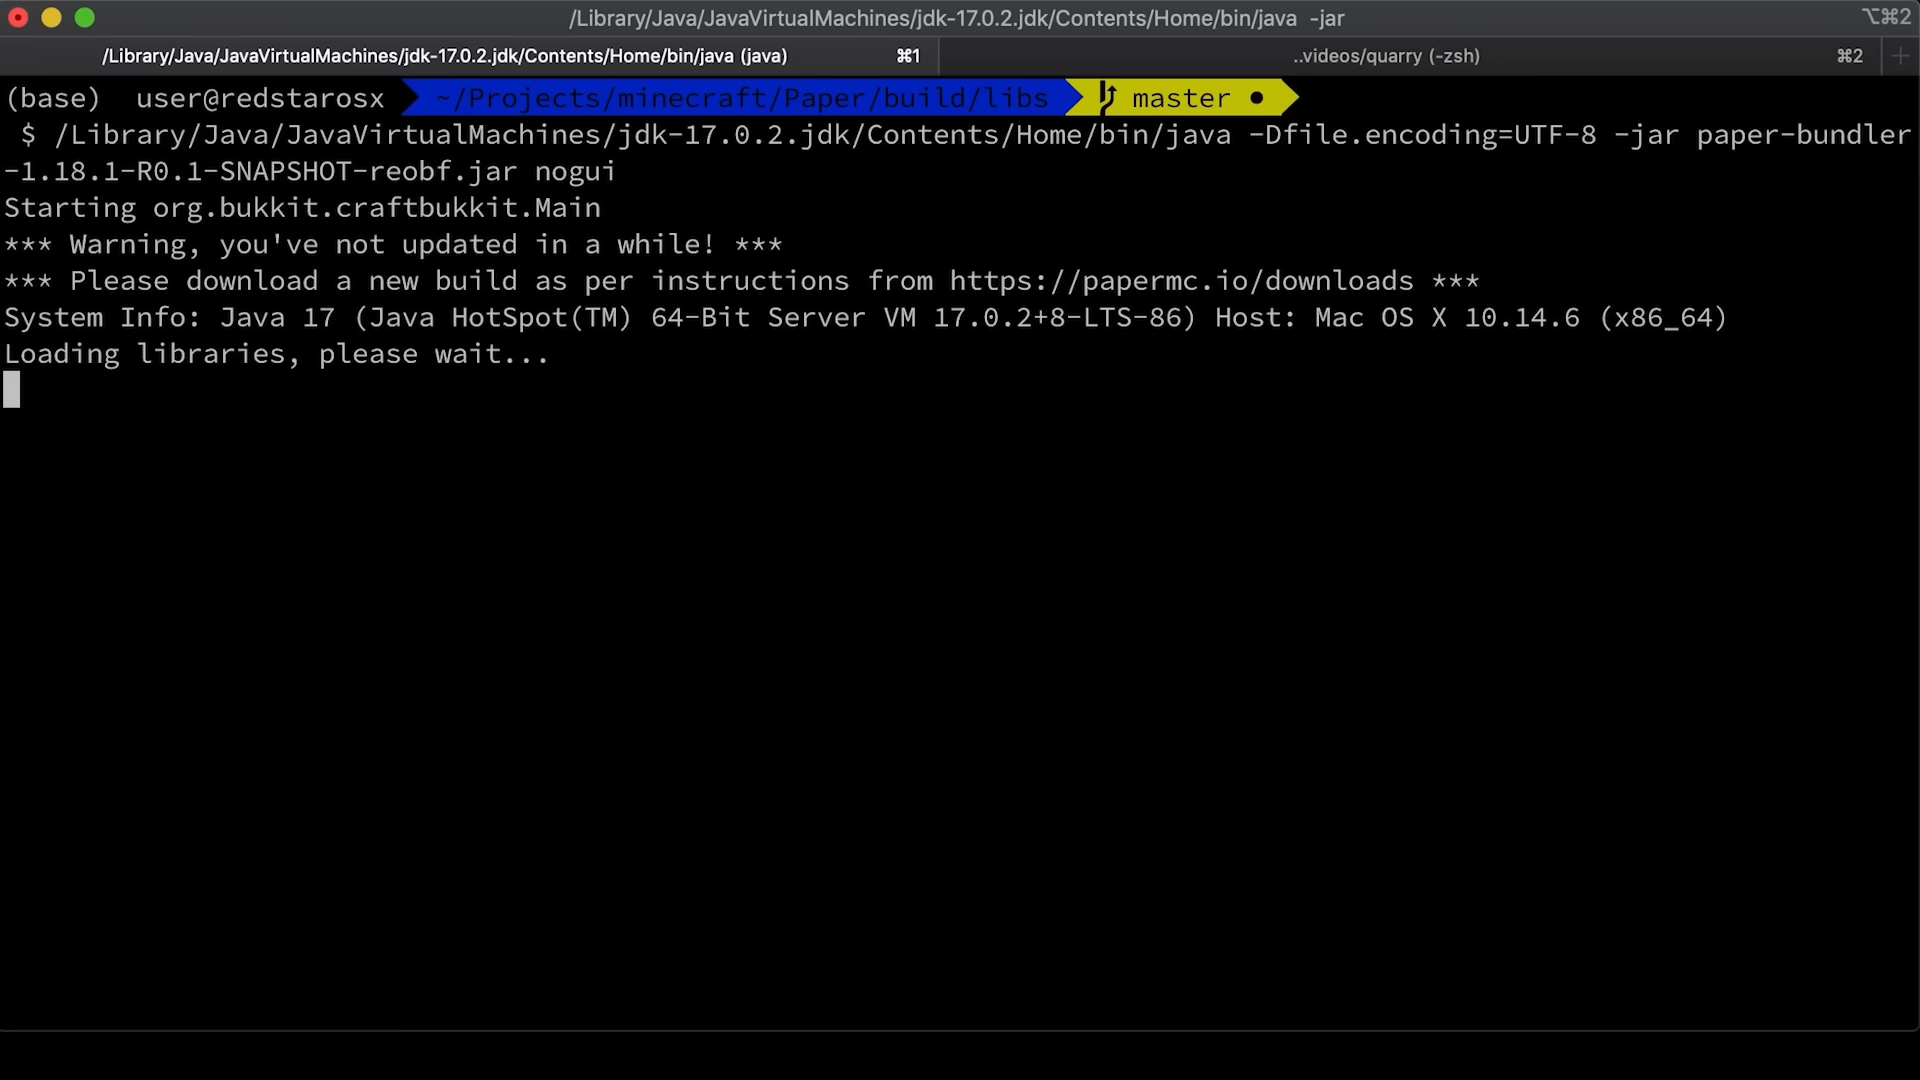 /Library/Java/JavaVirtualMachines/jdk-17.0.2.jdk/Contents/Home/bin/java -jar ⌥⌘2
/Library/Java/JavaVirtualMachines/jdk-17.0.2.jdk/Contents/Home/bin/java (java) ⌘1 ..videos/quarry (-zsh) ⌘2 +
(base) user@redstarosx ~/Projects/minecraft/Paper/build/libs master ●
$ /Library/Java/JavaVirtualMachines/jdk-17.0.2.jdk/Contents/Home/bin/java -Dfile.encoding=UTF-8 -jar paper-bundler
-1.18.1-R0.1-SNAPSHOT-reobf.jar nogui
Starting org.bukkit.craftbukkit.Main
*** Warning, you've not updated in a while! ***
*** Please download a new build as per instructions from https://papermc.io/downloads ***
System Info: Java 17 (Java HotSpot(TM) 64-Bit Server VM 17.0.2+8-LTS-86) Host: Mac OS X 10.14.6 (x86_64)
Loading libraries, please wait...